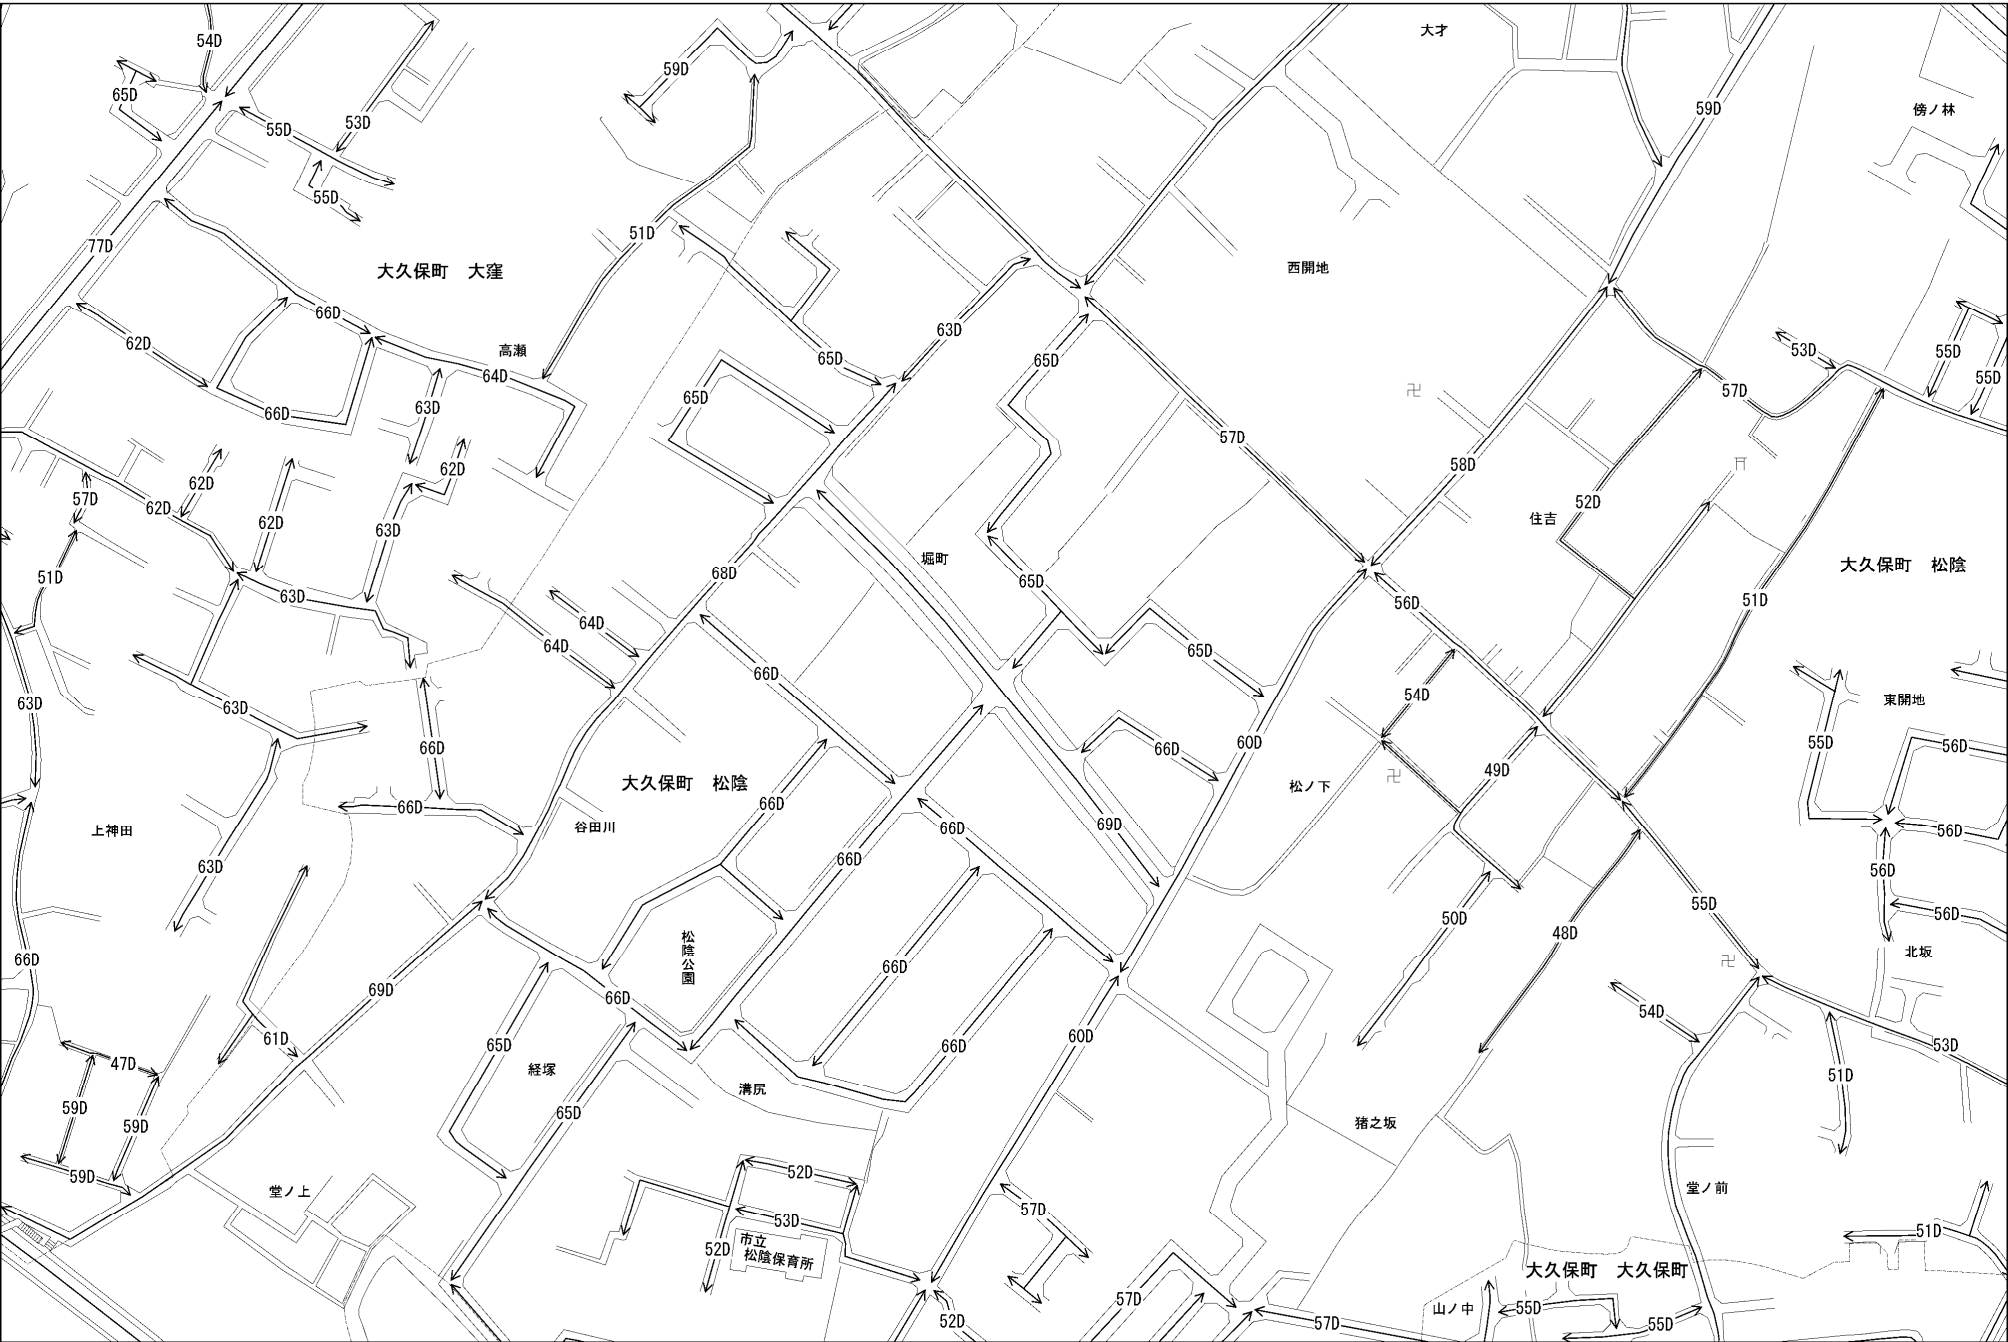 54D
大才
59D
65D
59D
傍ノ林
55D
53D
55D
51D
77D
大久保町 大窪
西開地
66D
63D
62D
高瀬
65D
65D
53D
55D
64D
55D
57D
65D
66D
63D
57D
62D
62D
58D
57D
62D
52D
62D
63D
住吉
堀町
大久保町 松陰
68D
51D
65D
63D
56D
51D
64D
64D
65D
66D
54D
東開地
63D
63D
66D
60D
66D
55D
56D
大久保町 松陰
49D
松ノ下
66D
66D
69D
谷田川
66D
上神田
56D
66D
63D
56D
55D
50D
56D
48D
松陰公園
北坂
66D
66D
69D
66D
54D
61D
60D
65D
66D
53D
47D
経塚
51D
溝尻
59D
65D
59D
猪之坂
52D
59D
堂ノ上
堂ノ前
57D
53D
51D
52D
市立
松陰保育所
大久保町 大久保町
57D
山ノ中
55D
52D
57D
55D